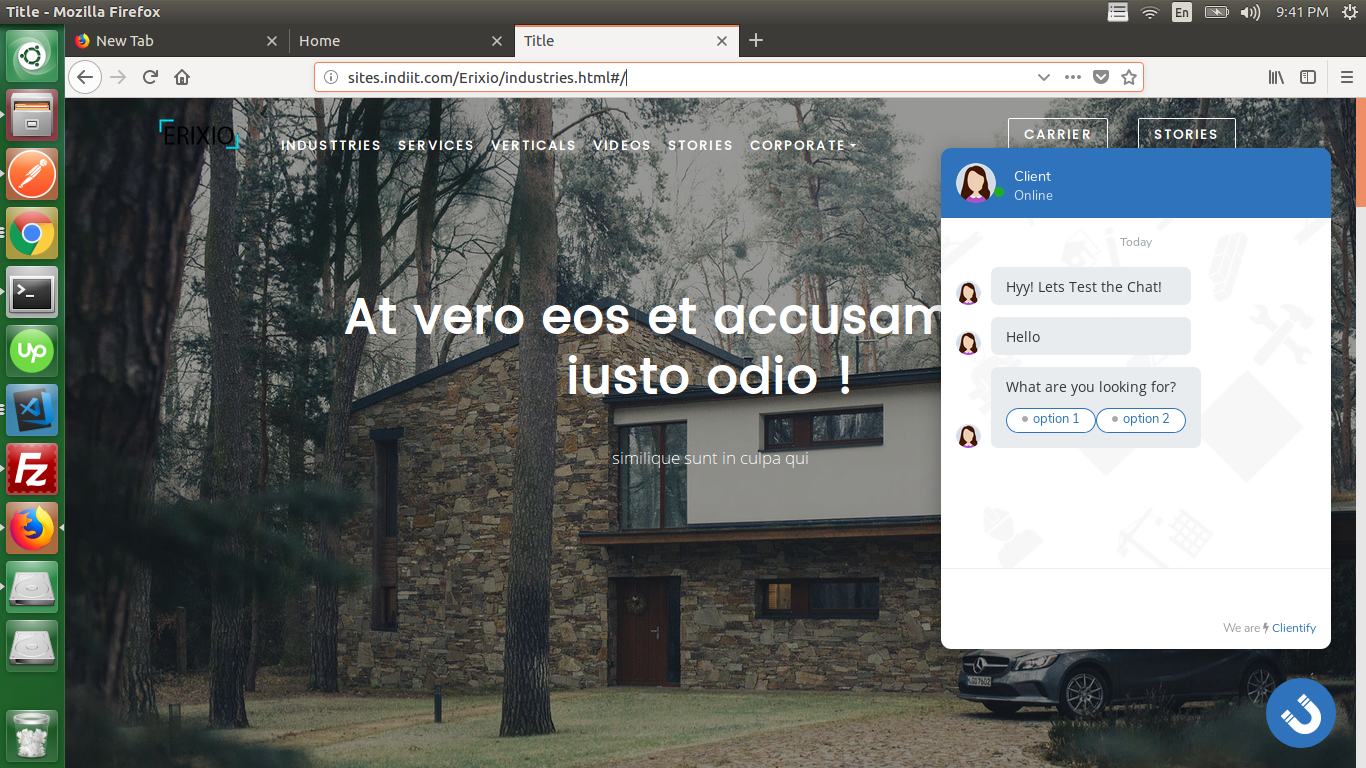 Title - Mozilla Firefox
En
9:41 PM
New Tab
Home
Title
sites.indiit.com/Erixio/industries.html#/
ERIXIO
INDUSTTRIES
SERVICES
VERTICALS
VIDEOS
STORIES
CORPORATE
CARRIER
STORIES
At vero eos et accusam
iusto odio !
similique sunt in culpa qui
Client
Online
Today
Hyy! Lets Test the Chat!
Hello
What are you looking for?
option 1
option 2
We are Clientify
up
FZ